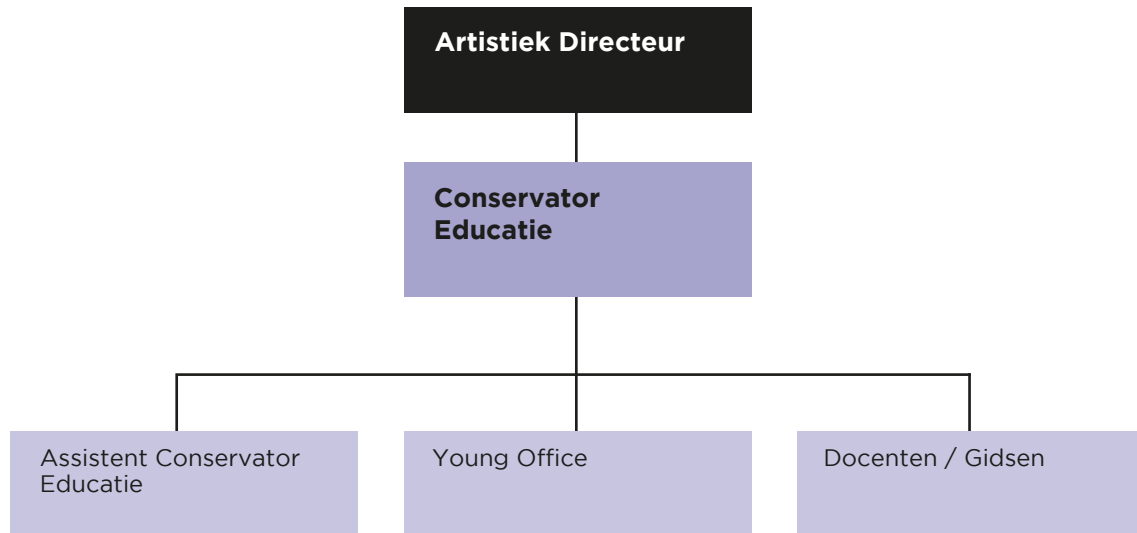 Artistiek Directeur
Conservator
Educatie
Assistent Conservator
Educatie
Young Office
Docenten / Gidsen